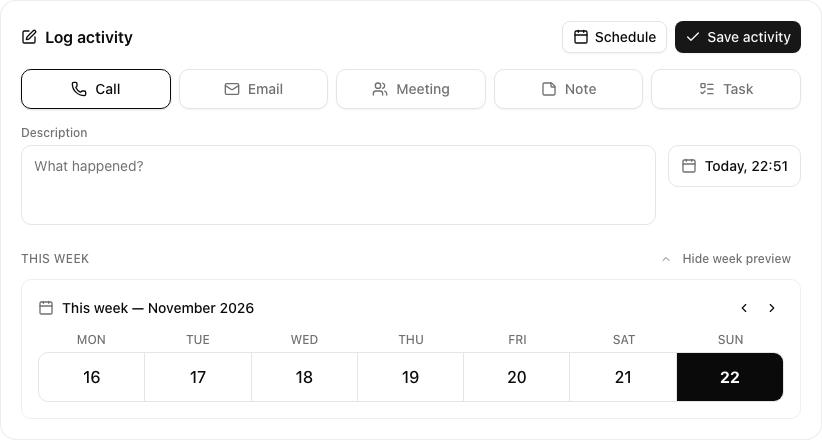 Log activity
Schedule
Save activity
Call
Email
Meeting
Note
Task
Description
What happened?
Today, 22:51
THIS WEEK
Hide week preview
This week — November 2026
MON TUE WED THU FRI SAT SUN
16 17 18 19 20 21 22